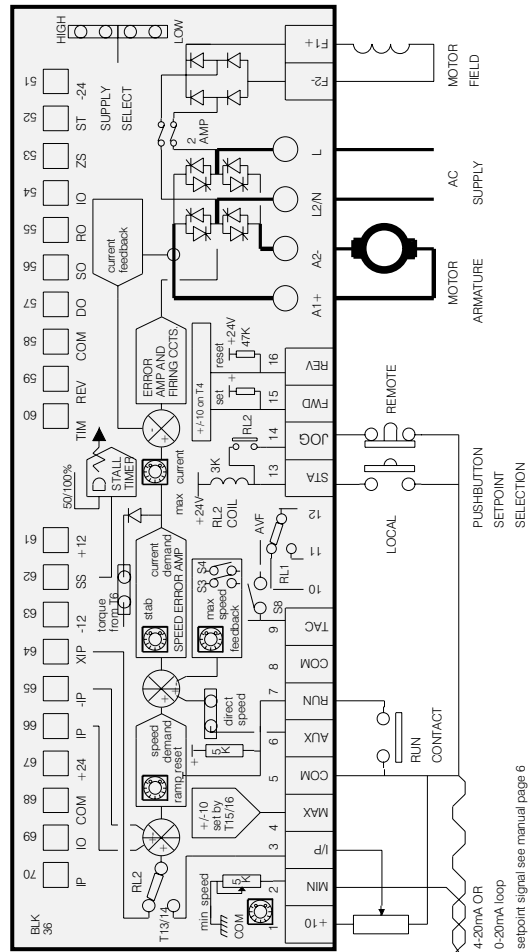 HIGH
LOW
SUPPLY
SELECT
51
-24
52
ST
53
ZS
54
IO
55
RO
56
SO
57
DO
58
COM
59
REV
60
TIM
61
+12
62
SS
63
-12
64
XIP
65
-IP
66
IP
67
+24
68
COM
69
IO
70
IP
BLK
36
2
AMP
current
feedback
ERROR
AMP AND
FIRING CCTS.
+
-
50/100%
STALL
TIMER
max current
torque
from T6
current
demand
stab
SPEED ERROR AMP
S3 S4
max
speed
feedback
speed
demand
ramp reset
direct
speed
RL2
T13/14
min speed
5
K
COM
+/-10
set by
T15/16
+
5
K
S8
AVF
RL1
+24V
3K
RL2
COIL
RL2
+/-10 on T4
set
+
reset
+24V
47K
F1+
F2-
L
L2/N
A2-
A1+
16
REV
15
FWD
14
JOG
13
STA
12
11
10
9
TAC
8
COM
7
RUN
6
AUX
5
COM
4
MAX
3
I/P
2
MIN
1
+10
MOTOR
FIELD
AC
SUPPLY
MOTOR
ARMATURE
REMOTE
LOCAL
PUSHBUTTON
SETPOINT
SELECTION
RUN
CONTACT
4-20mA OR
0-20mA loop
setpoint signal see manual page 6